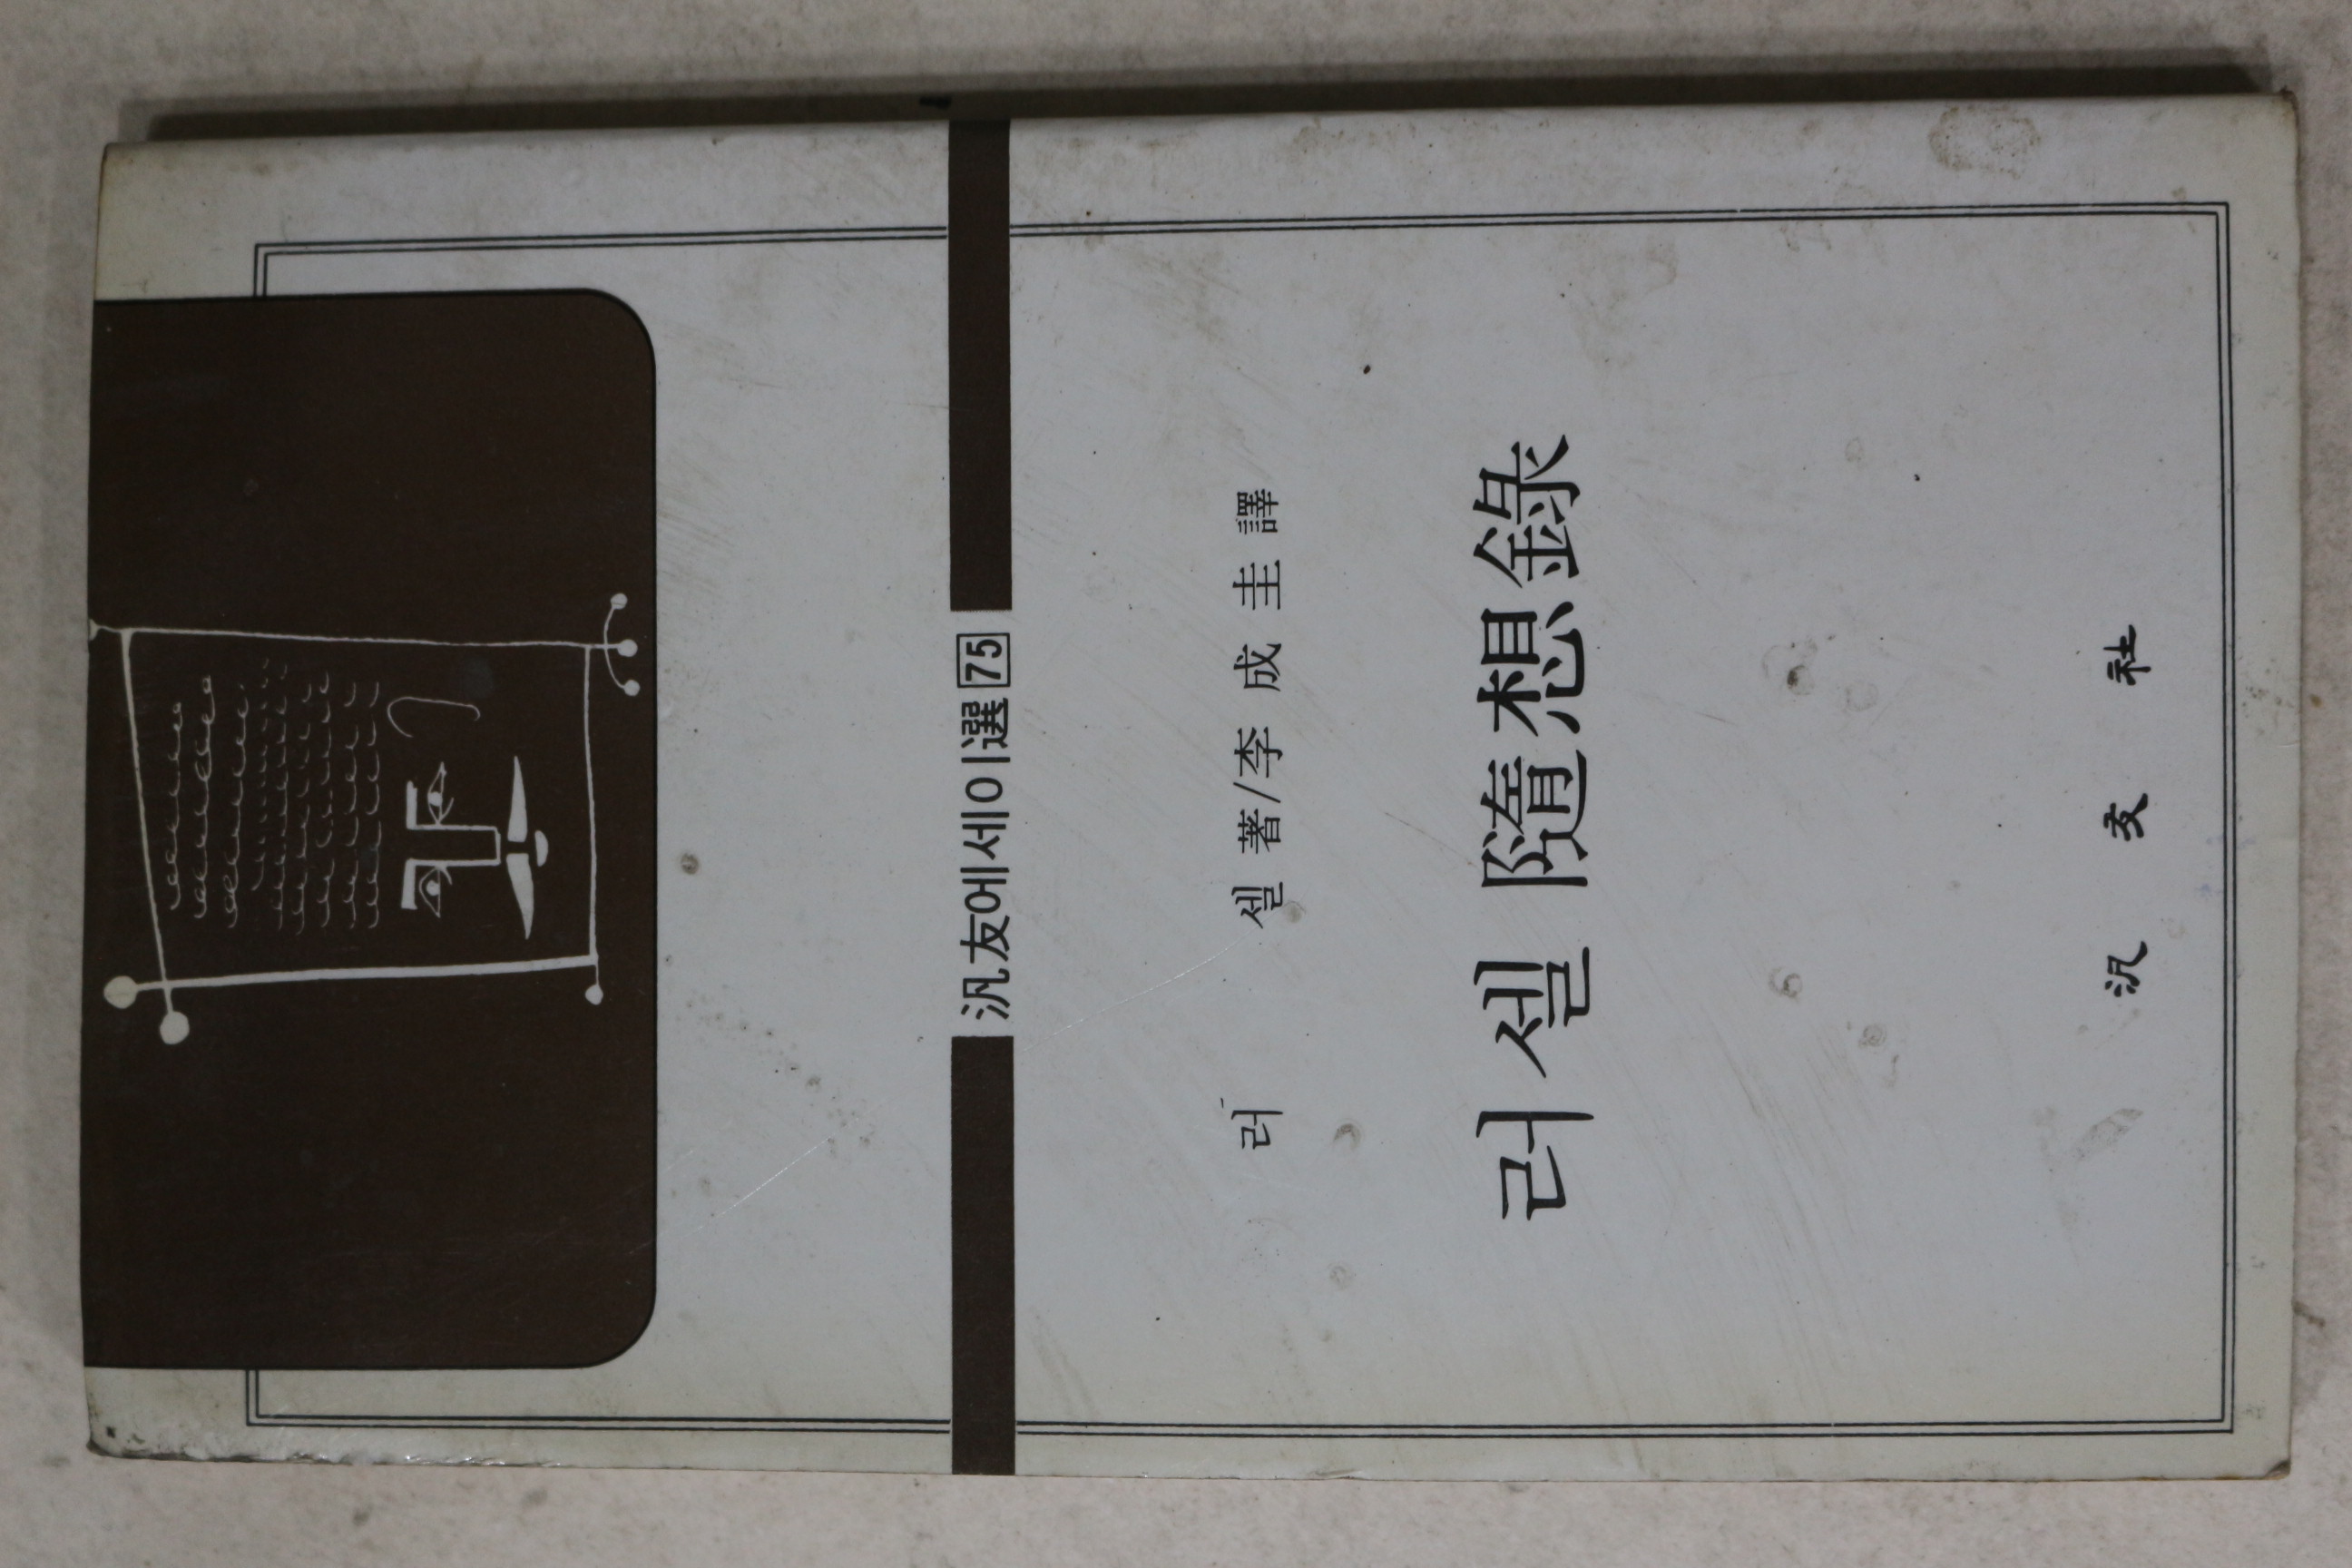 汎友에세이選 75
러 셀 著/李 成 圭 譯
러셀 隨想錄
汎 友 社